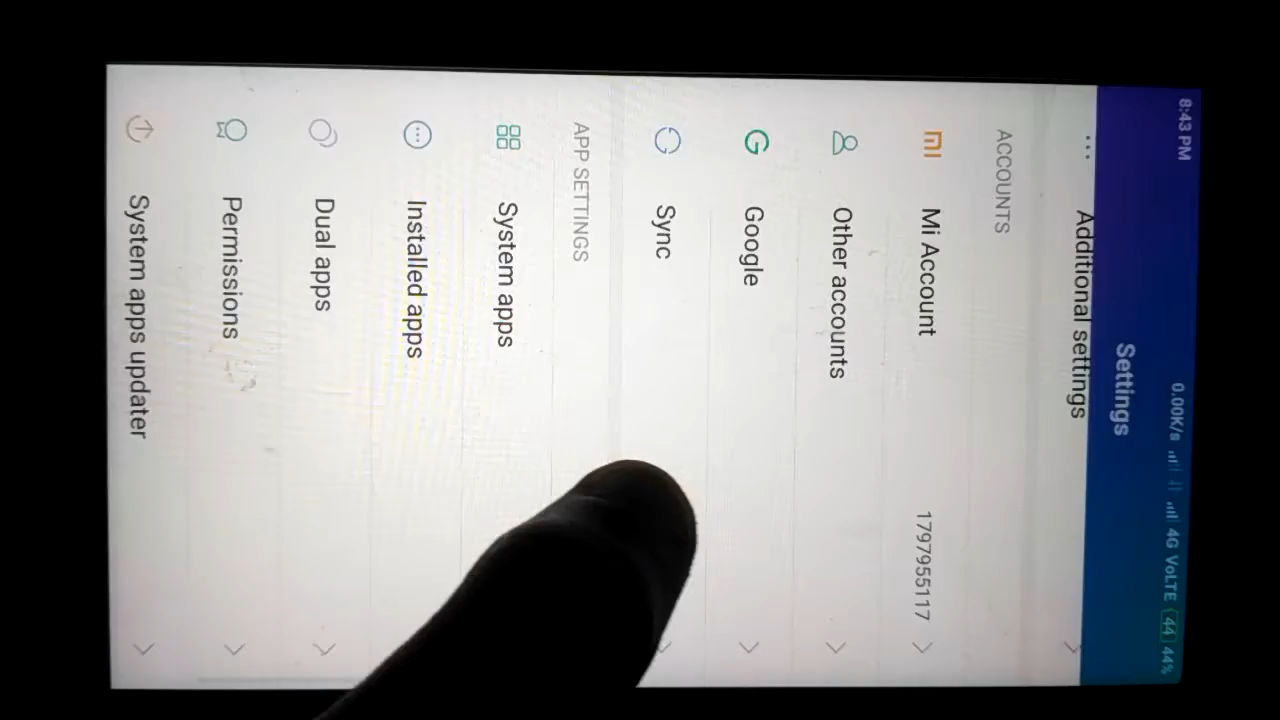 8:43 PM 0.00K/s 4G VoLTE 44 44%
Settings
Additional settings
ACCOUNTS
Mi Account 1797955117
Other accounts
Google
Sync
APP SETTINGS
System apps
Installed apps
Dual apps
Permissions
System apps updater